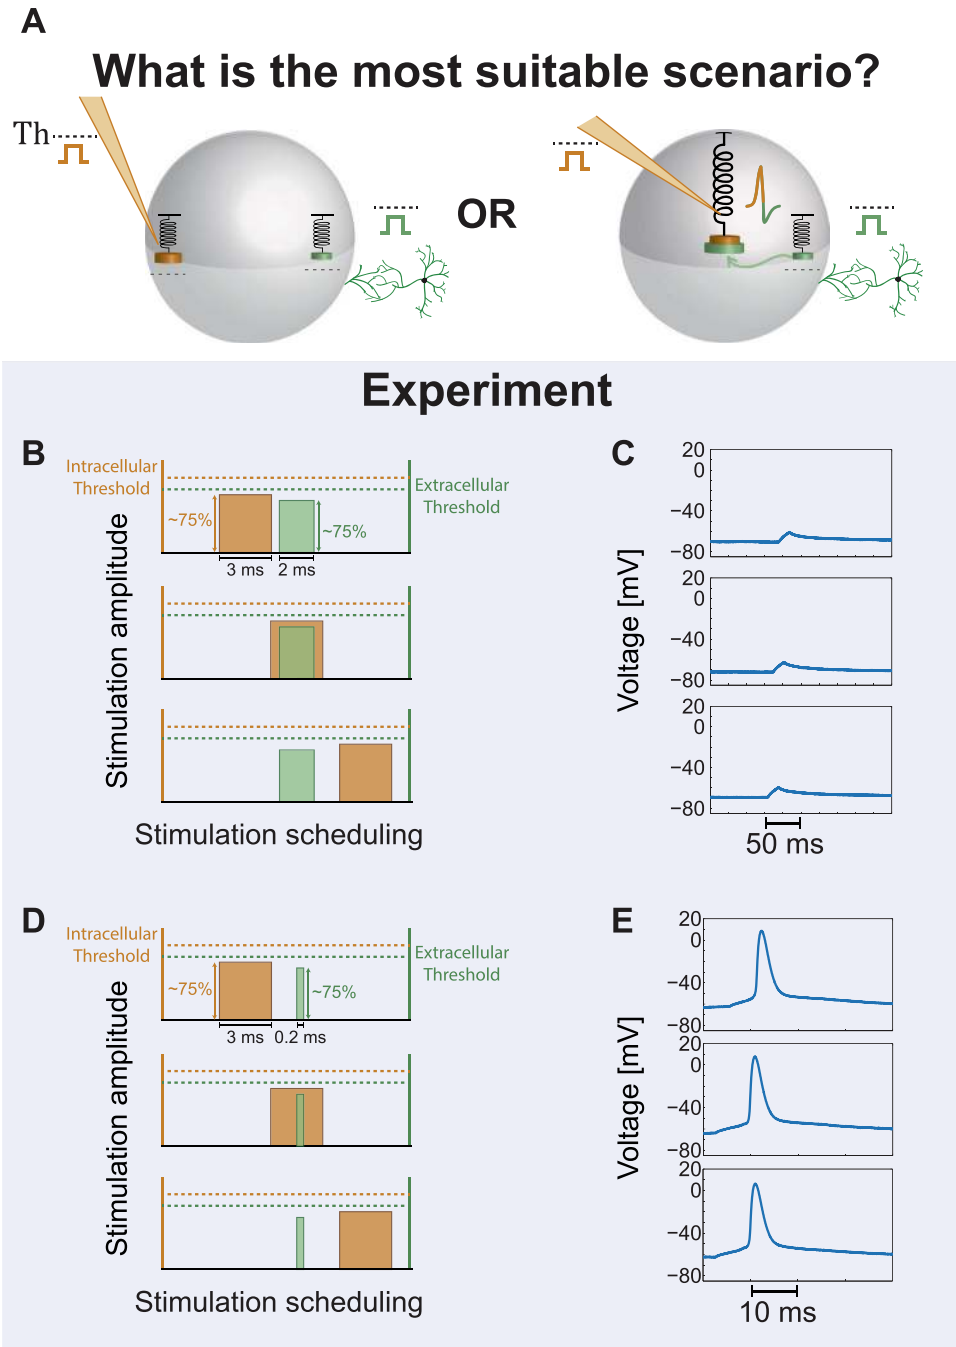 A
What is the most suitable scenario?
Th
OR
Experiment
B
Intracellular
Threshold
Extracellular
Threshold
~75%
~75%
3 ms
2 ms
Stimulation amplitude
Stimulation scheduling
C
20
0
−40
−80
20
0
−40
−80
20
0
−40
−80
Voltage [mV]
50 ms
D
Intracellular
Threshold
Extracellular
Threshold
~75%
~75%
3 ms
0.2 ms
Stimulation amplitude
Stimulation scheduling
E
20
0
−40
−80
20
0
−40
−80
20
0
−40
−80
Voltage [mV]
10 ms